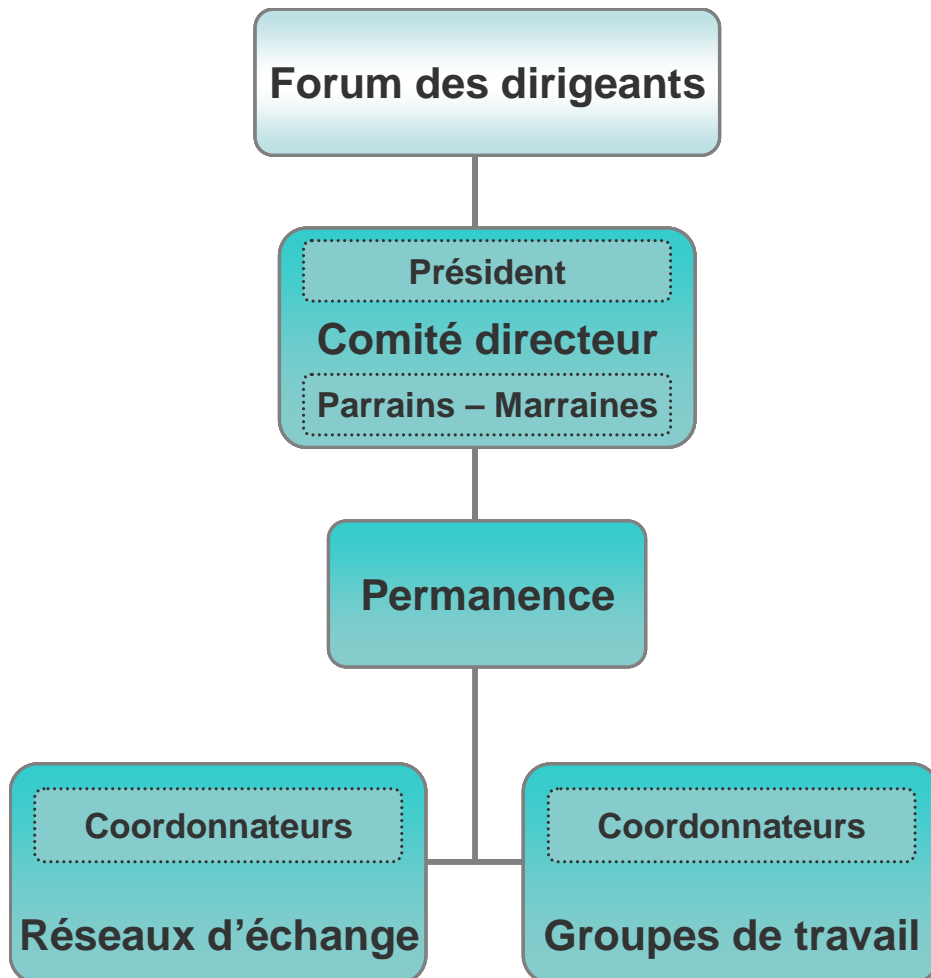 Forum des dirigeants
Président
Comité directeur
Parrains – Marraines
Permanence
Coordonnateurs
Réseaux d’échange
Coordonnateurs
Groupes de travail